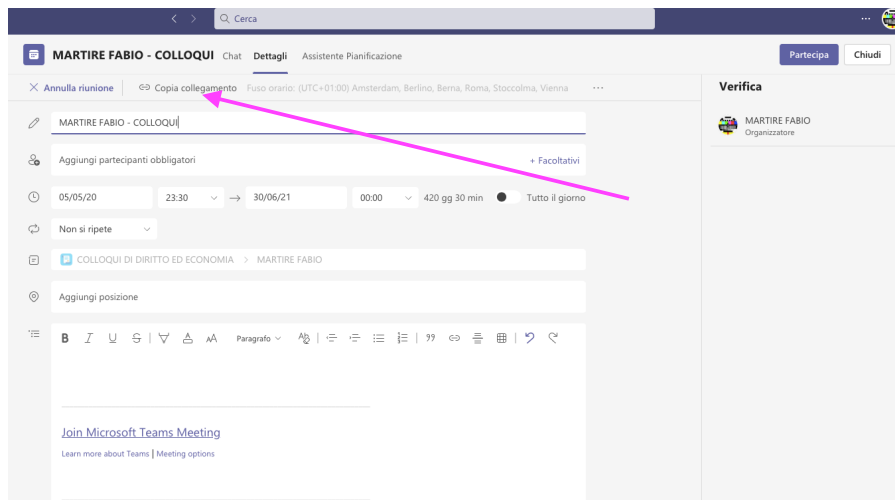 Cerca
MARTIRE FABIO - COLLOQUI Chat Dettagli Assistente Pianificazione Partecipa Chiudi
Annulla riunione Copia collegamento Fuso orario: (UTC+01:00) Amsterdam, Berlino, Berna, Roma, Stoccolma, Vienna ...
Verifica
MARTIRE FABIO - COLLOQUI
MARTIRE FABIO
Organizzatore
Aggiungi partecipanti obbligatori + Facoltativi
05/05/20 23:30 → 30/06/21 00:00 420 gg 30 min Tutto il giorno
Non si ripete
COLLOQUI DI DIRITTO ED ECONOMIA > MARTIRE FABIO
Aggiungi posizione
B I U S A AA Paragrafo
Join Microsoft Teams Meeting
Learn more about Teams | Meeting options